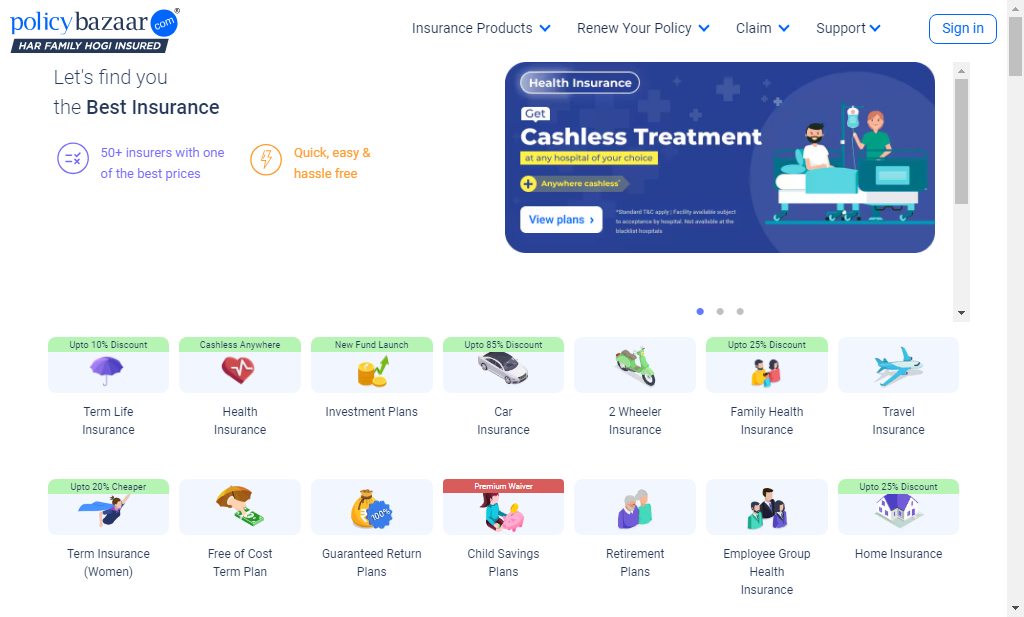 policybazaar.com®
HAR FAMILY HOGI INSURED
Insurance Products
Renew Your Policy
Claim
Support
Sign in
Let's find you
the Best Insurance
50+ insurers with one
of the best prices
Quick, easy &
hassle free
Health Insurance
Get
Cashless Treatment
at any hospital of your choice
Anywhere cashless*
View plans ›
*Standard T&C apply | Facility available subject
to acceptance by hospital. Not available at the
blacklist hospitals
Upto 10% Discount
Cashless Anywhere
New Fund Launch
Upto 85% Discount
Upto 25% Discount
Term Life
Insurance
Health
Insurance
Investment Plans
Car
Insurance
2 Wheeler
Insurance
Family Health
Insurance
Travel
Insurance
Upto 20% Cheaper
100%
Premium Waiver
Upto 25% Discount
Term Insurance
(Women)
Free of Cost
Term Plan
Guaranteed Return
Plans
Child Savings
Plans
Retirement
Plans
Employee Group
Health
Insurance
Home Insurance